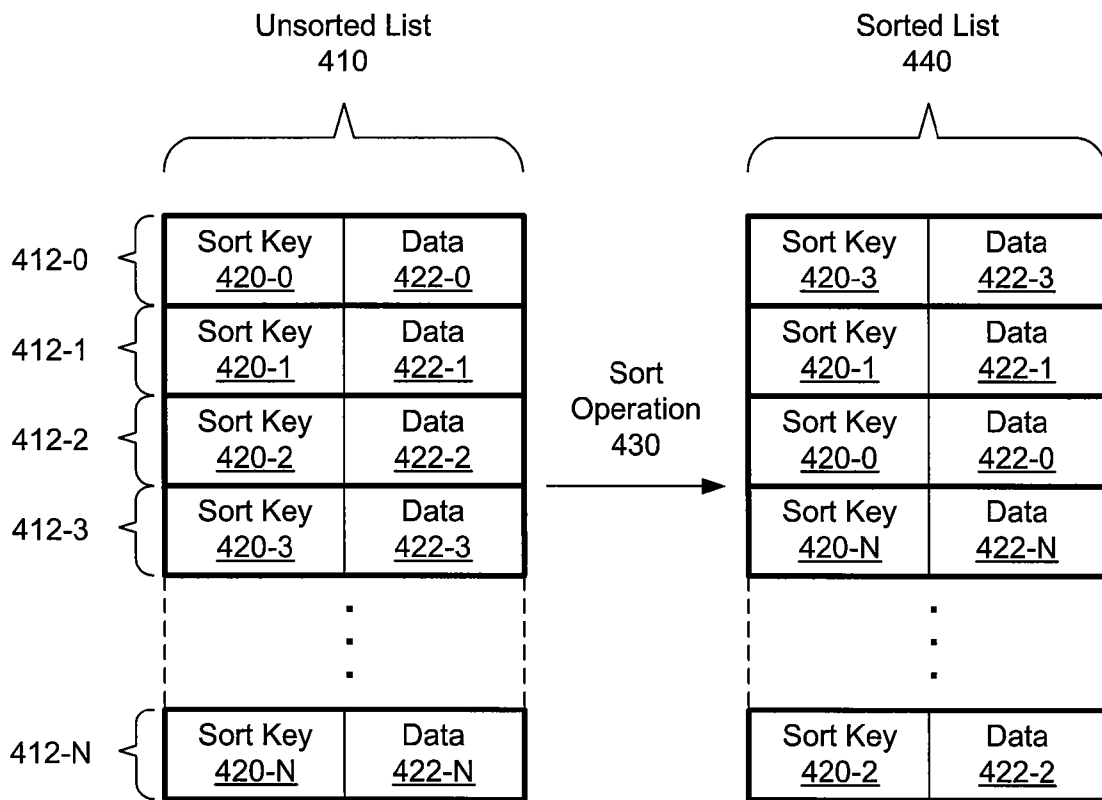 Unsorted List
410
Sorted List
440
412-0
Sort Key
420-0
Data
422-0
412-1
Sort Key
420-1
Data
422-1
412-2
Sort Key
420-2
Data
422-2
412-3
Sort Key
420-3
Data
422-3
412-N
Sort Key
420-N
Data
422-N
Sort
Operation
430
Sort Key
420-3
Data
422-3
Sort Key
420-1
Data
422-1
Sort Key
420-0
Data
422-0
Sort Key
420-N
Data
422-N
Sort Key
420-2
Data
422-2